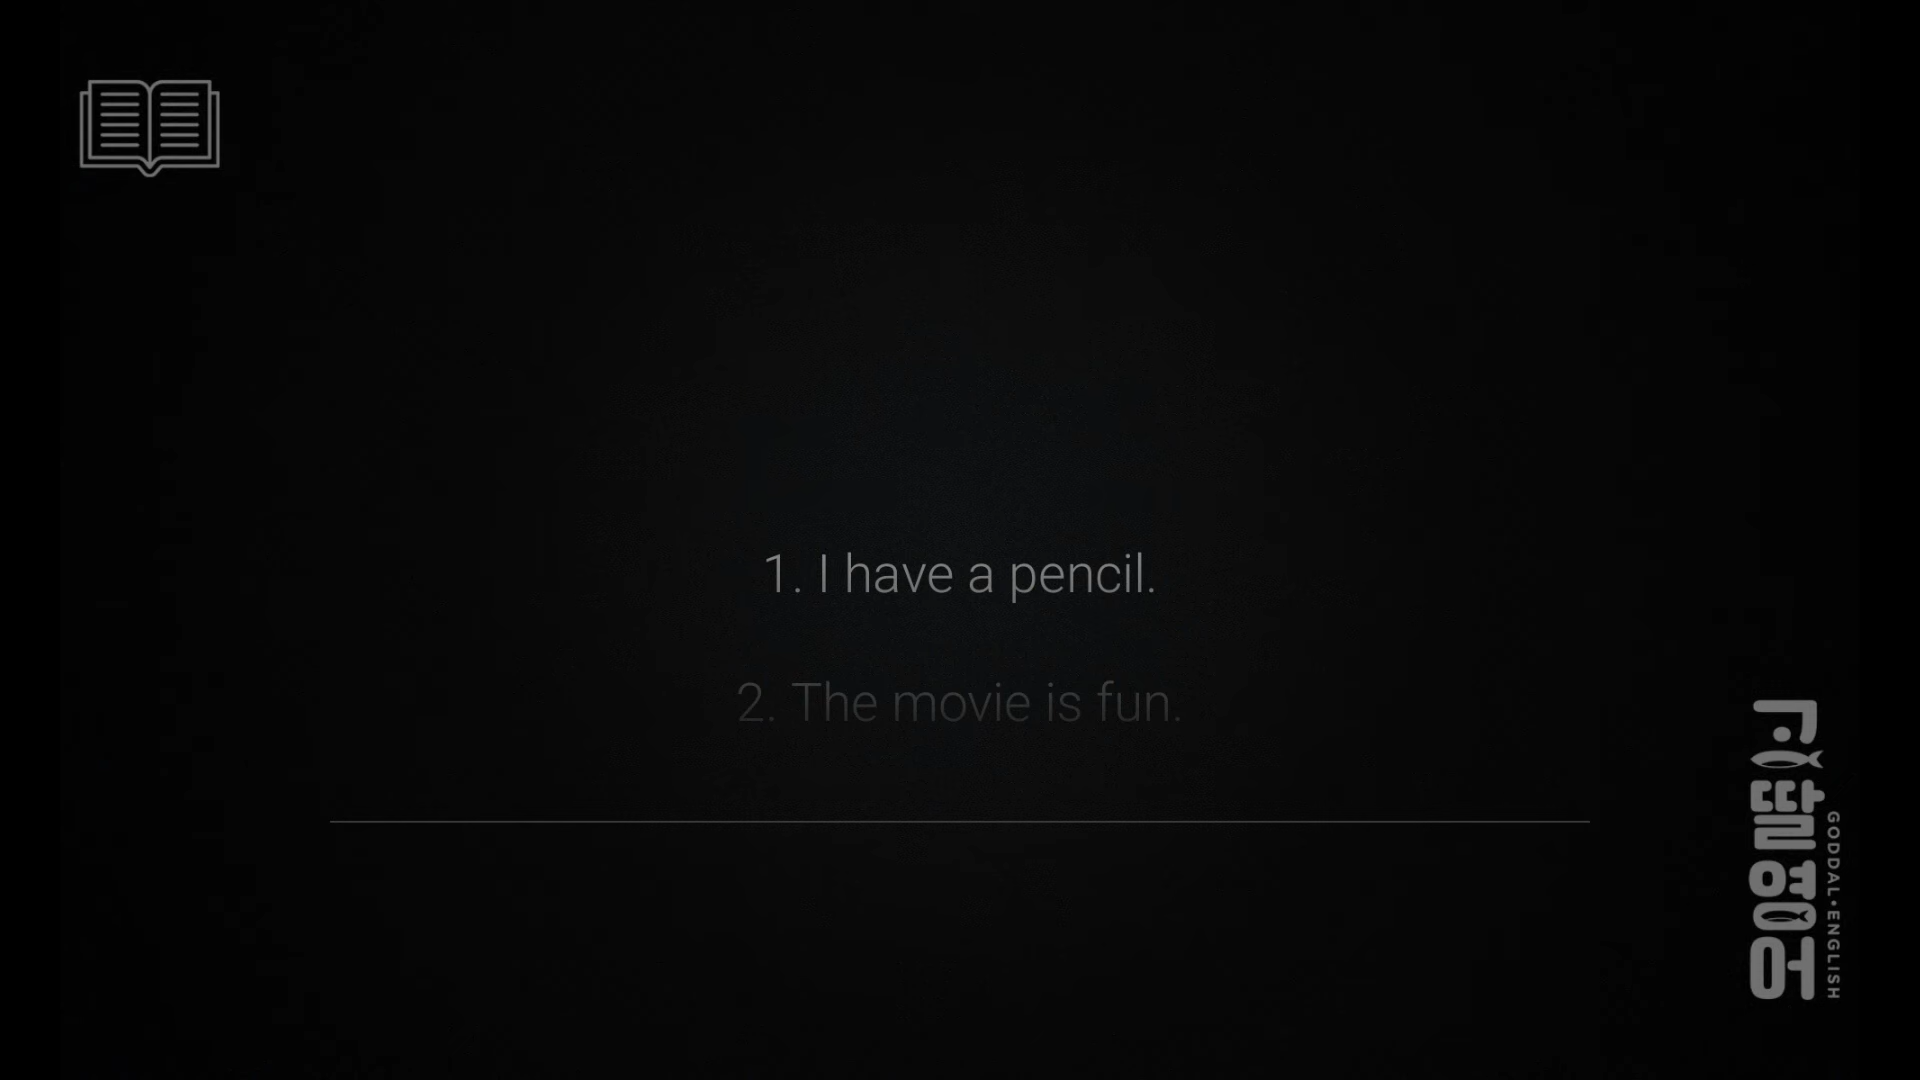 1. I have a pencil.
2. The movie is fun.
고딸영어
GODDAL•ENGLISH